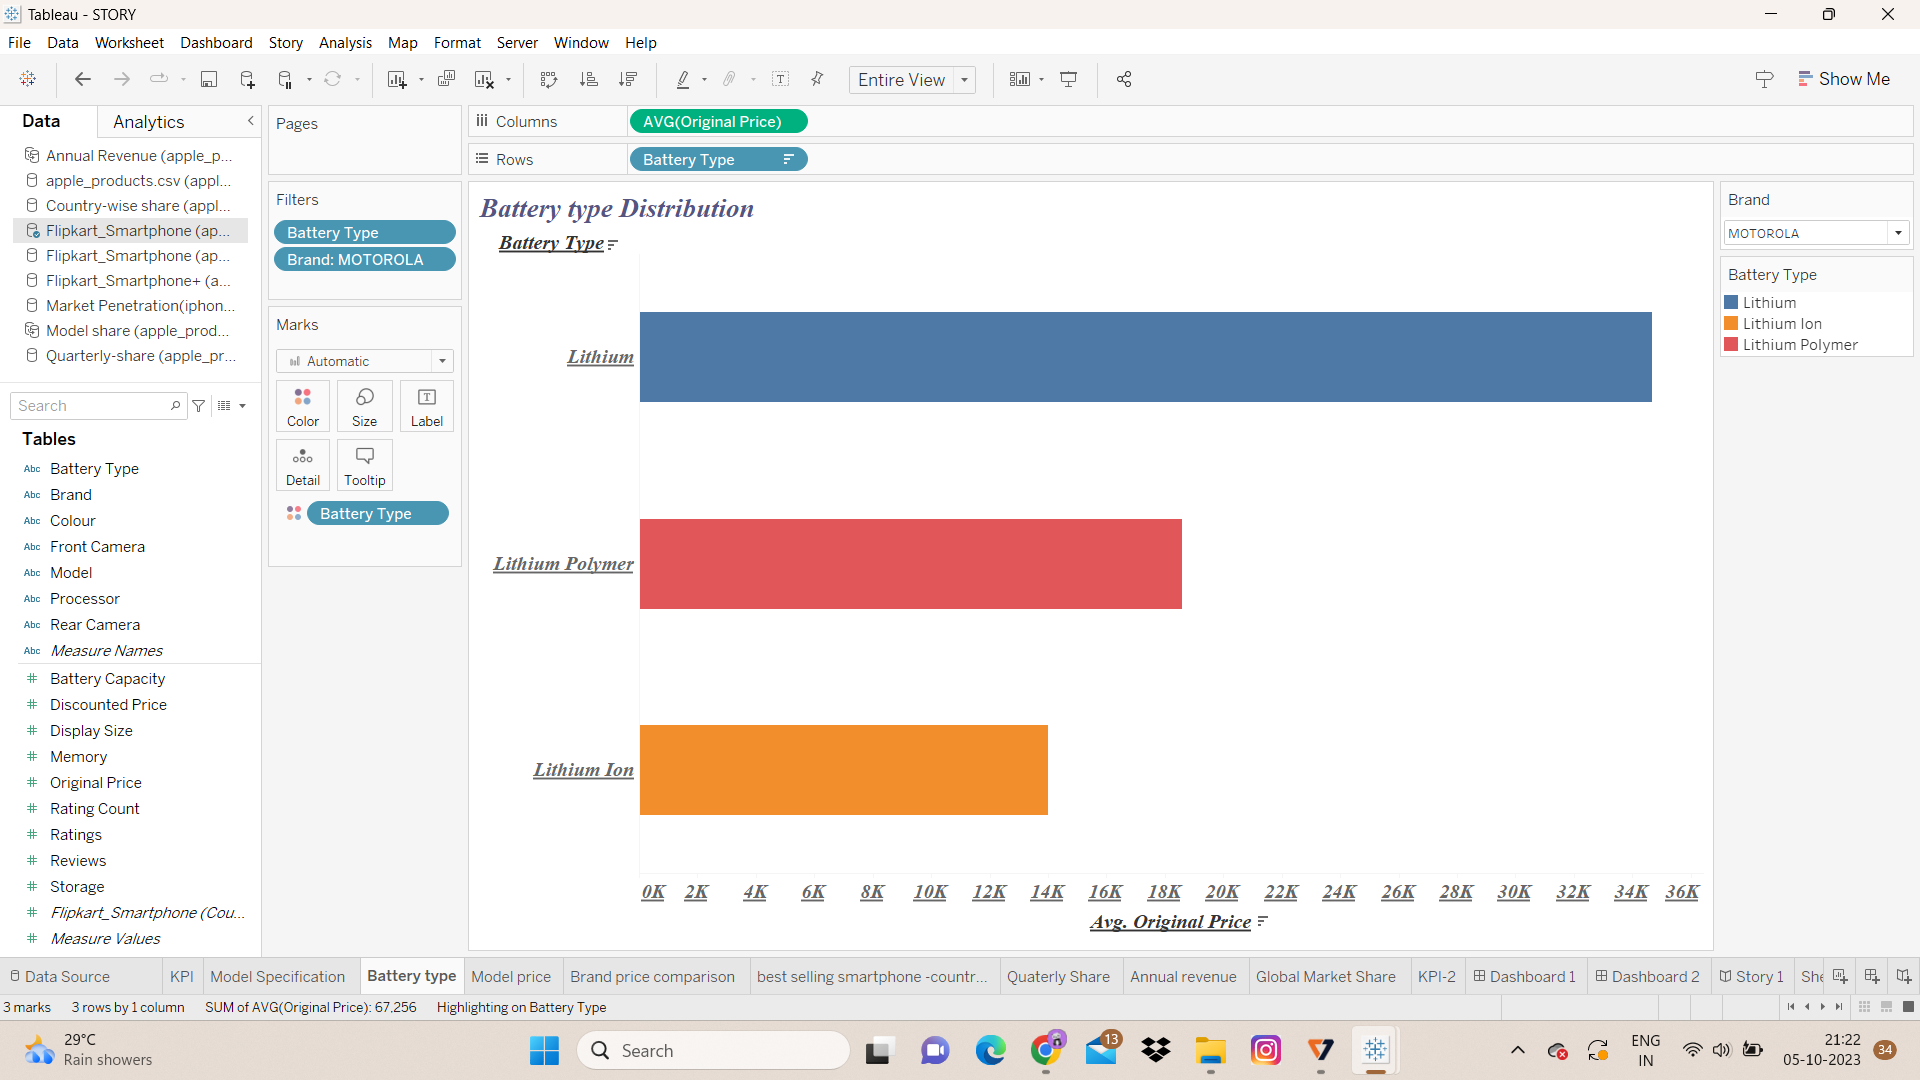 Tableau - STORY
File Data Worksheet Dashboard Story Analysis Map Format Server Window Help
Entire View
Show Me
Data Analytics
Annual Revenue (apple_p...
apple_products.csv (appl...
Country-wise share (appl...
Flipkart_Smartphone (ap...
Flipkart_Smartphone (ap...
Flipkart_Smartphone+ (a...
Market Penetration(iphon...
Model share (apple_prod...
Quarterly-share (apple_pr...
Search
Tables
Abc Battery Type
Abc Brand
Abc Colour
Abc Front Camera
Abc Model
Abc Processor
Abc Rear Camera
Abc Measure Names
# Battery Capacity
# Discounted Price
# Display Size
# Memory
# Original Price
# Rating Count
# Ratings
# Reviews
# Storage
# Flipkart_Smartphone (Cou...
# Measure Values
Pages
Filters
Battery Type
Brand: MOTOROLA
Marks
Automatic
Color Size Label
Detail Tooltip
Battery Type
Columns AVG(Original Price)
Rows Battery Type
Battery type Distribution
Battery Type
Lithium
Lithium Polymer
Lithium Ion
0K 2K 4K 6K 8K 10K 12K 14K 16K 18K 20K 22K 24K 26K 28K 30K 32K 34K 36K
Avg. Original Price
Brand
MOTOROLA
Battery Type
Lithium
Lithium Ion
Lithium Polymer
Data Source KPI Model Specification Battery type Model price Brand price comparison best selling smartphone -countr... Quaterly Share Annual revenue Global Market Share KPI-2 Dashboard 1 Dashboard 2 Story 1 She
3 marks 3 rows by 1 column SUM of AVG(Original Price): 67,256 Highlighting on Battery Type
29°C
Rain showers
Search
13
ENG
IN
21:22
05-10-2023
34